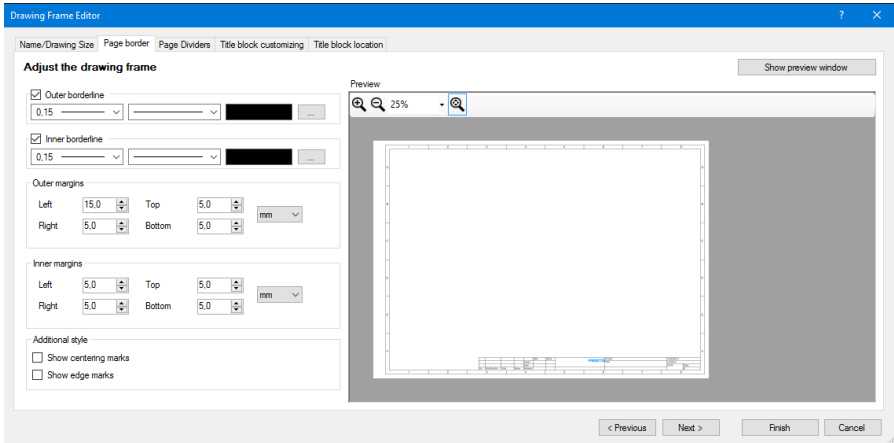 Drawing Frame Editor ? ×
Name/Drawing Size Page border Page Dividers Title block customizing Title block location
Adjust the drawing frame
Show preview window
Outer borderline
0,15
...
Inner borderline
0,15
...
Outer margins
Left 15,0 Top 5,0
mm
Right 5,0 Bottom 5,0
Inner margins
Left 5,0 Top 5,0
mm
Right 5,0 Bottom 5,0
Additional style
Show centering marks
Show edge marks
Preview
25%
FESTO
< Previous Next > Finish Cancel